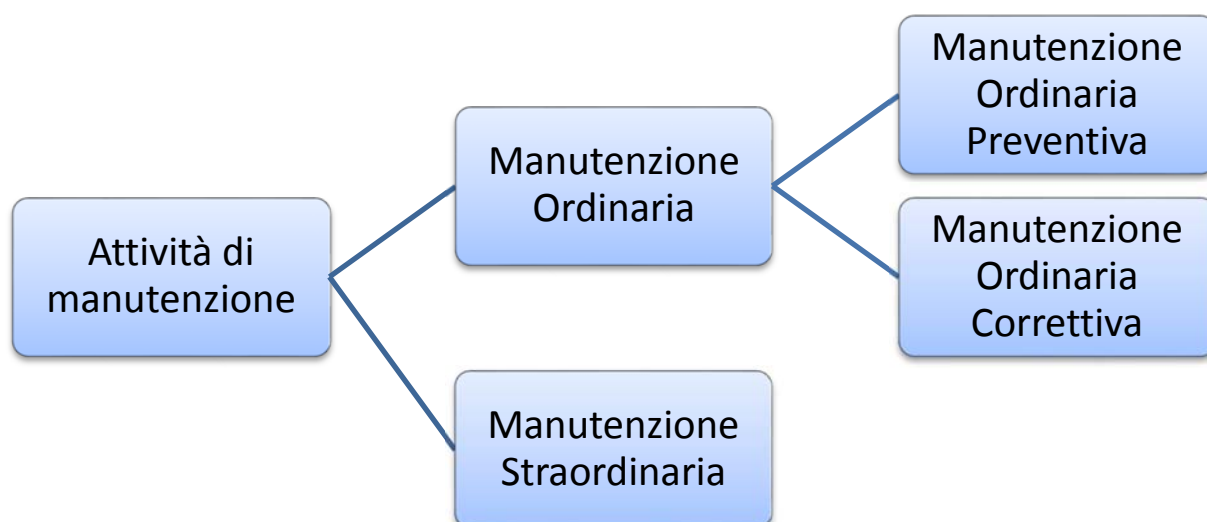 Attività di
manutenzione
Manutenzione
Ordinaria
Manutenzione
Straordinaria
Manutenzione
Ordinaria
Preventiva
Manutenzione
Ordinaria
Correttiva